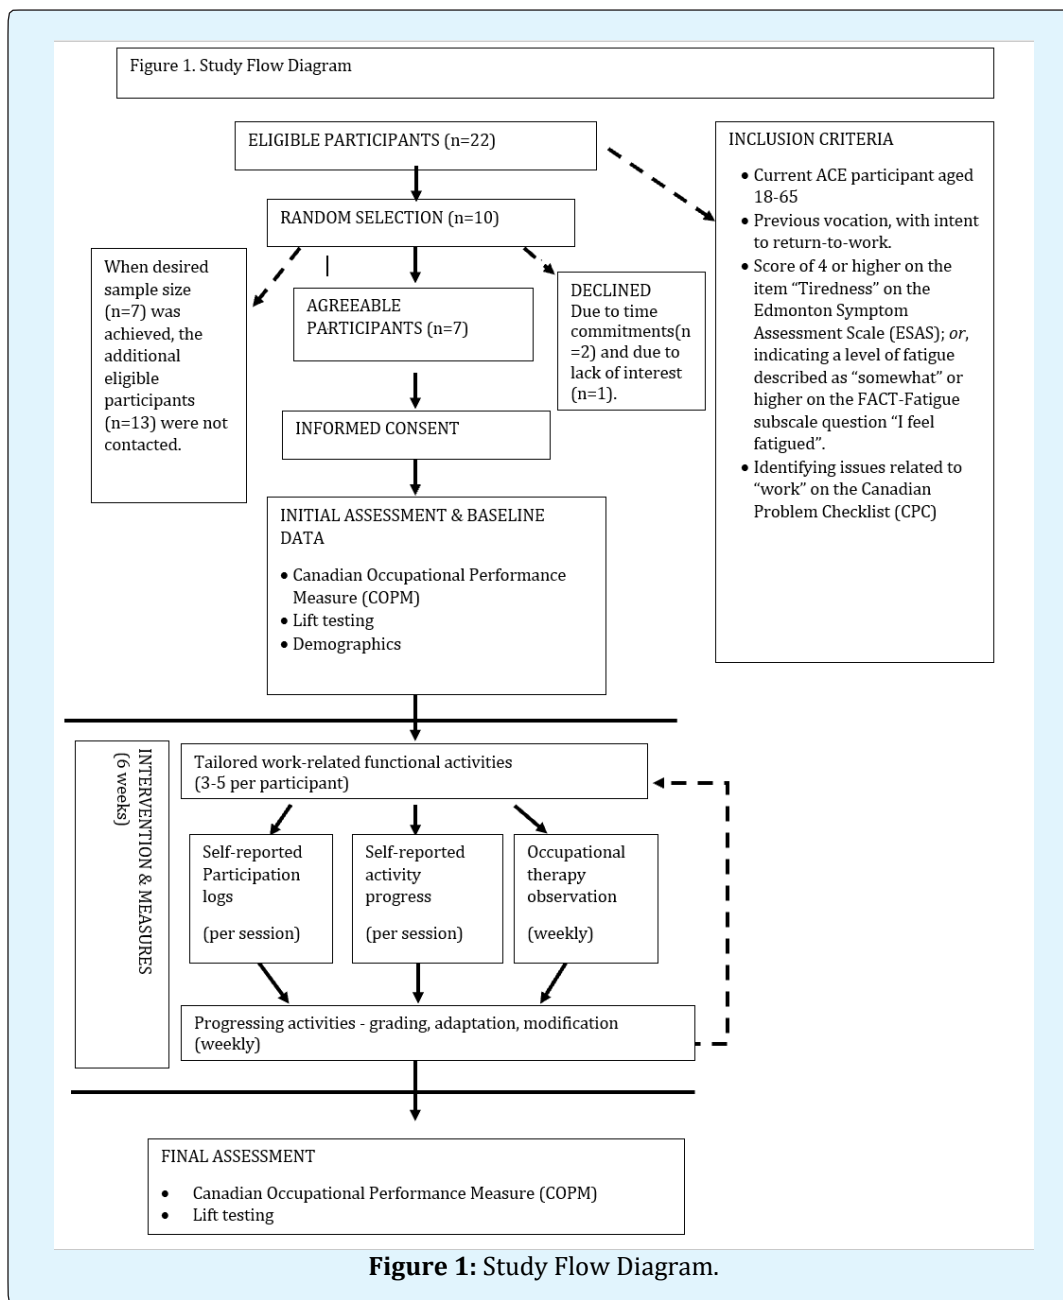 Figure 1. Study Flow Diagram
ELIGIBLE PARTICIPANTS (n=22)
INCLUSION CRITERIA
• Current ACE participant aged
18-65
• Previous vocation, with intent
to return-to-work.
• Score of 4 or higher on the
item “Tiredness” on the
Edmonton Symptom
Assessment Scale (ESAS); or,
indicating a level of fatigue
described as “somewhat” or
higher on the FACT-Fatigue
subscale question “I feel
fatigued”.
• Identifying issues related to
“work” on the Canadian
Problem Checklist (CPC)
RANDOM SELECTION (n=10)
When desired
sample size
(n=7) was
achieved, the
additional
eligible
participants
(n=13) were not
contacted.
AGREEABLE
PARTICIPANTS (n=7)
DECLINED
Due to time
commitments(n
=2) and due to
lack of interest
(n=1).
INFORMED CONSENT
INITIAL ASSESSMENT & BASELINE
DATA
• Canadian Occupational Performance
Measure (COPM)
• Lift testing
• Demographics
INTERVENTION & MEASURES
(6 weeks)
Tailored work-related functional activities
(3-5 per participant)
Self-reported
Participation
logs
(per session)
Self-reported
activity
progress
(per session)
Occupational
therapy
observation
(weekly)
Progressing activities - grading, adaptation, modification
(weekly)
FINAL ASSESSMENT
• Canadian Occupational Performance Measure (COPM)
• Lift testing
Figure 1: Study Flow Diagram.